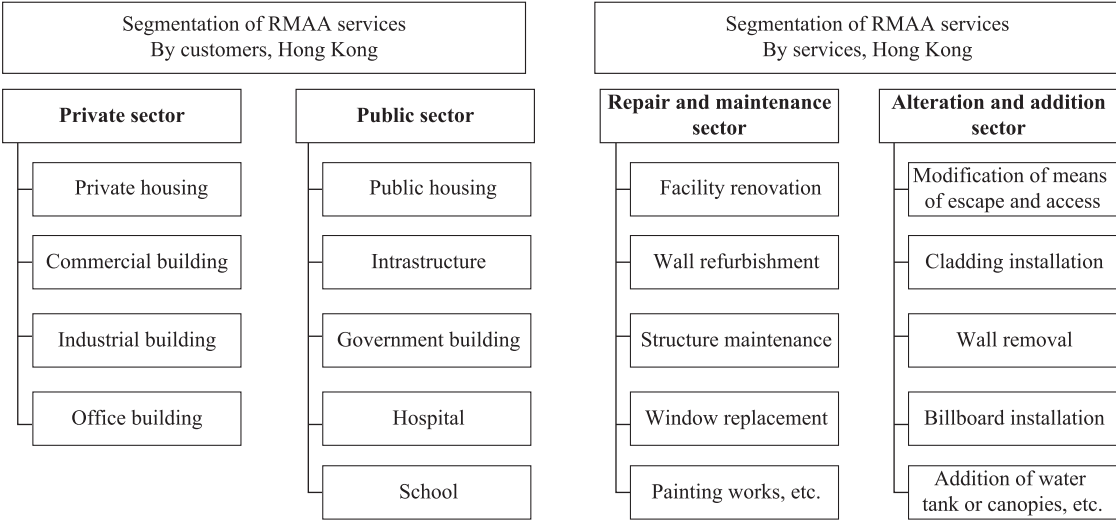 Segmentation of RMAA services
By customers, Hong Kong
Private sector
Private housing
Commercial building
Industrial building
Office building
Public sector
Public housing
Intrastructure
Government building
Hospital
School
Segmentation of RMAA services
By services, Hong Kong
Repair and maintenance
sector
Facility renovation
Wall refurbishment
Structure maintenance
Window replacement
Painting works, etc.
Alteration and addition
sector
Modification of means
of escape and access
Cladding installation
Wall removal
Billboard installation
Addition of water
tank or canopies, etc.